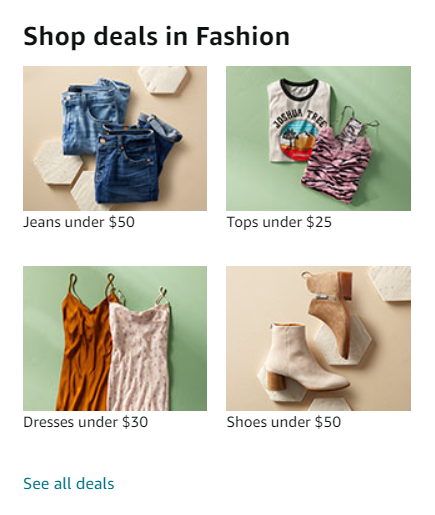 Shop deals in Fashion
JOSHUA TREE
Jeans under $50
Tops under $25
Dresses under $30
Shoes under $50
See all deals